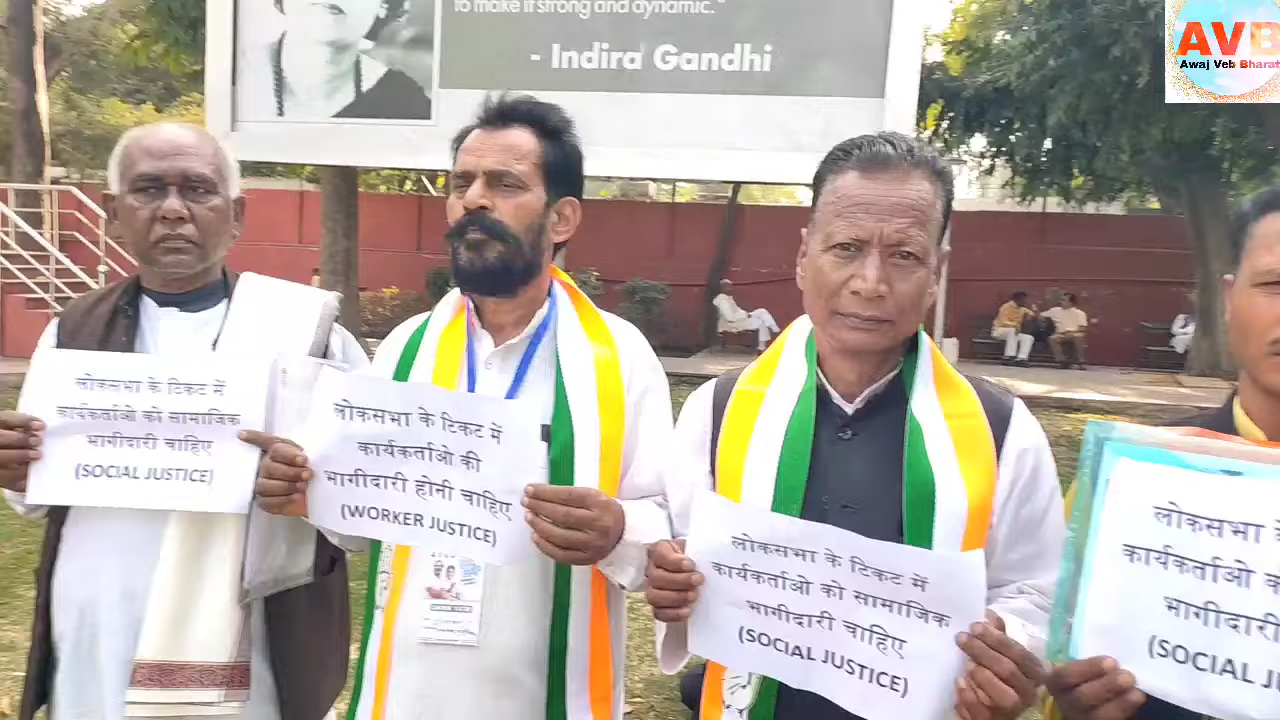 to make it strong and dynamic."
- Indira Gandhi
AVB
Awaj Veb Bharat
लोकसभा के टिकट में
कार्यकर्ताओ को सामाजिक
भागीदारी चाहिए
(SOCIAL JUSTICE)
लोकसभा के टिकट में
कार्यकर्ताओ की
भागीदारी होनी चाहिए
(WORKER JUSTICE)
लोकसभा के टिकट में
कार्यकर्ताओ को सामाजिक
भागीदारी चाहिए
(SOCIAL JUSTICE)
लोकसभा
कार्यकर्ताओ
भागीदारी
(SOCIAL